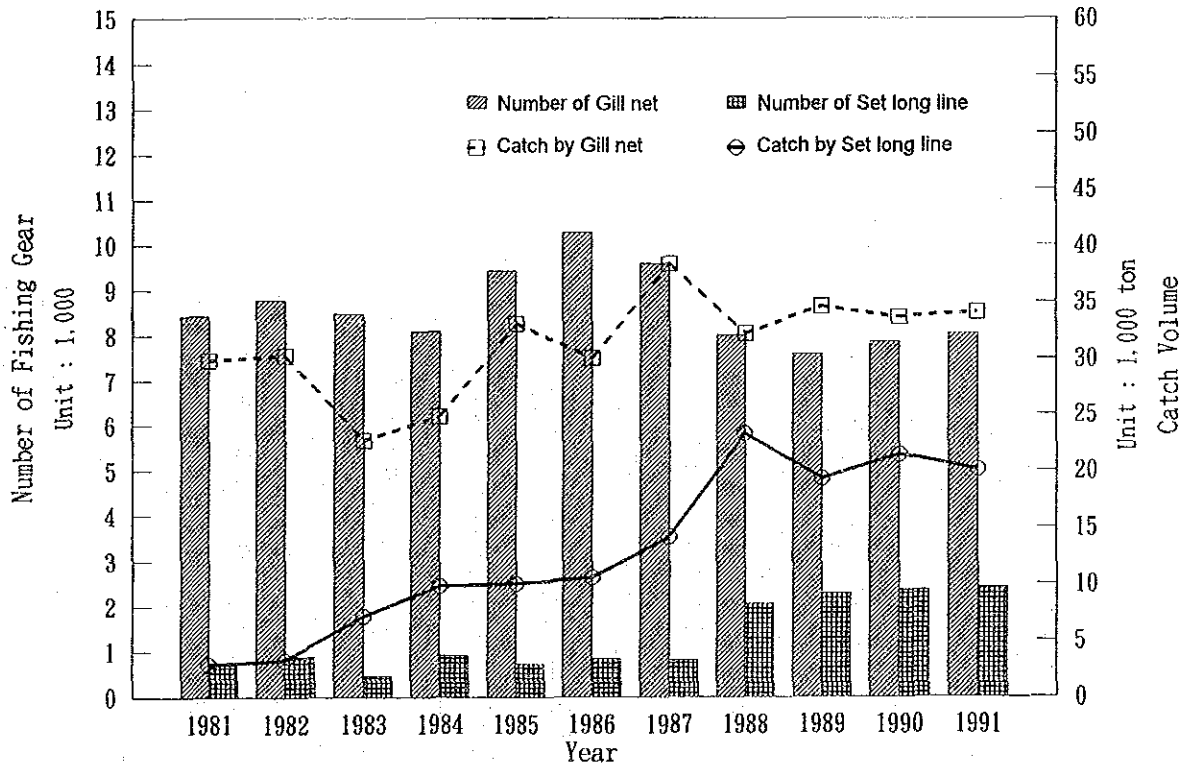 15
14
13
12
11
10
9
8
7
6
5
4
3
2
1
0
Number of Fishing Gear
Unit : 1,000
Number of Gill net
Number of Set long line
Catch by Gill net
Catch by Set long line
60
55
50
45
40
35
30
25
20
15
10
5
0
Unit : 1,000 ton
Catch Volume
1981 1982 1983 1984 1985 1986 1987 1988 1989 1990 1991
Year